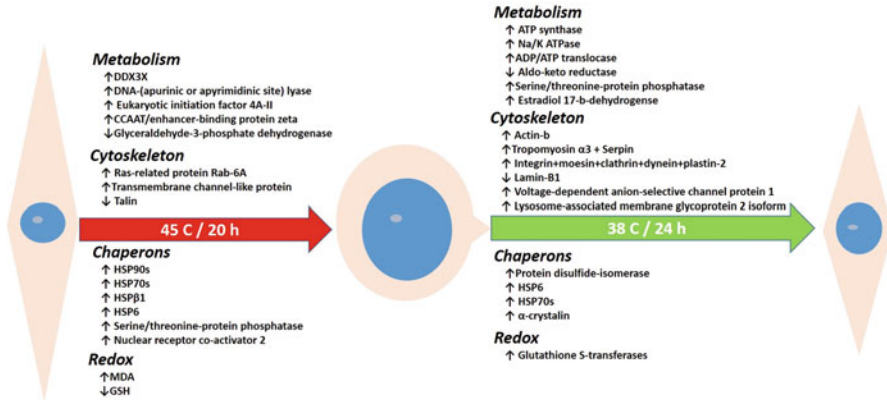 Metabolism
↑DDX3X
↑DNA-(apurinic or apyrimidinic site) lyase
↑ Eukaryotic initiation factor 4A-II
↑CCAAT/enhancer-binding protein zeta
↓Glyceraldehyde-3-phosphate dehydrogenase
Cytoskeleton
↑ Ras-related protein Rab-6A
↑Transmembrane channel-like protein
↓ Talin
45 C / 20 h
Chaperons
↑ HSP90s
↑ HSP70s
↑ HSPβ1
↑ HSP6
↑ Serine/threonine-protein phosphatase
↑ Nuclear receptor co-activator 2
Redox
↑MDA
↓GSH
Metabolism
↑ ATP synthase
↑ Na/K ATPase
↑ADP/ATP translocase
↓ Aldo-keto reductase
↑Serine/threonine-protein phosphatase
↑ Estradiol 17-b-dehydrogense
Cytoskeleton
↑ Actin-b
↑Tropomyosin α3 + Serpin
↑ Integrin+moesin+clathrin+dynein+plastin-2
↓ Lamin-B1
↑ Voltage-dependent anion-selective channel protein 1
↑ Lysosome-associated membrane glycoprotein 2 isoform
38 C / 24 h
Chaperons
↑Protein disulfide-isomerase
↑ HSP6
↑ HSP70s
↑ α-crystalin
Redox
↑ Glutathione S-transferases